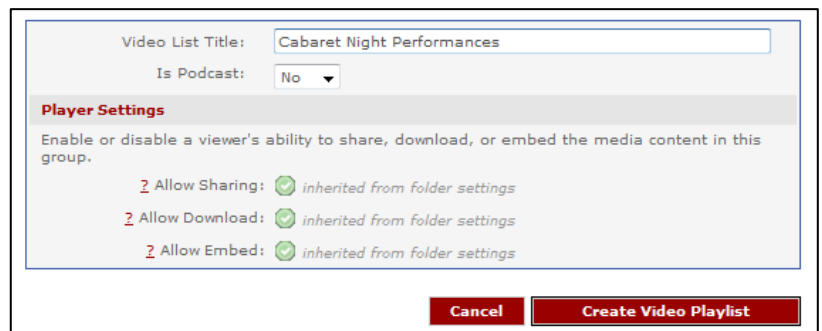 Video List Title: Cabaret Night Performances
Is Podcast: No
Player Settings
Enable or disable a viewer's ability to share, download, or embed the media content in this
group.
? Allow Sharing: inherited from folder settings
? Allow Download: inherited from folder settings
? Allow Embed: inherited from folder settings
Cancel Create Video Playlist